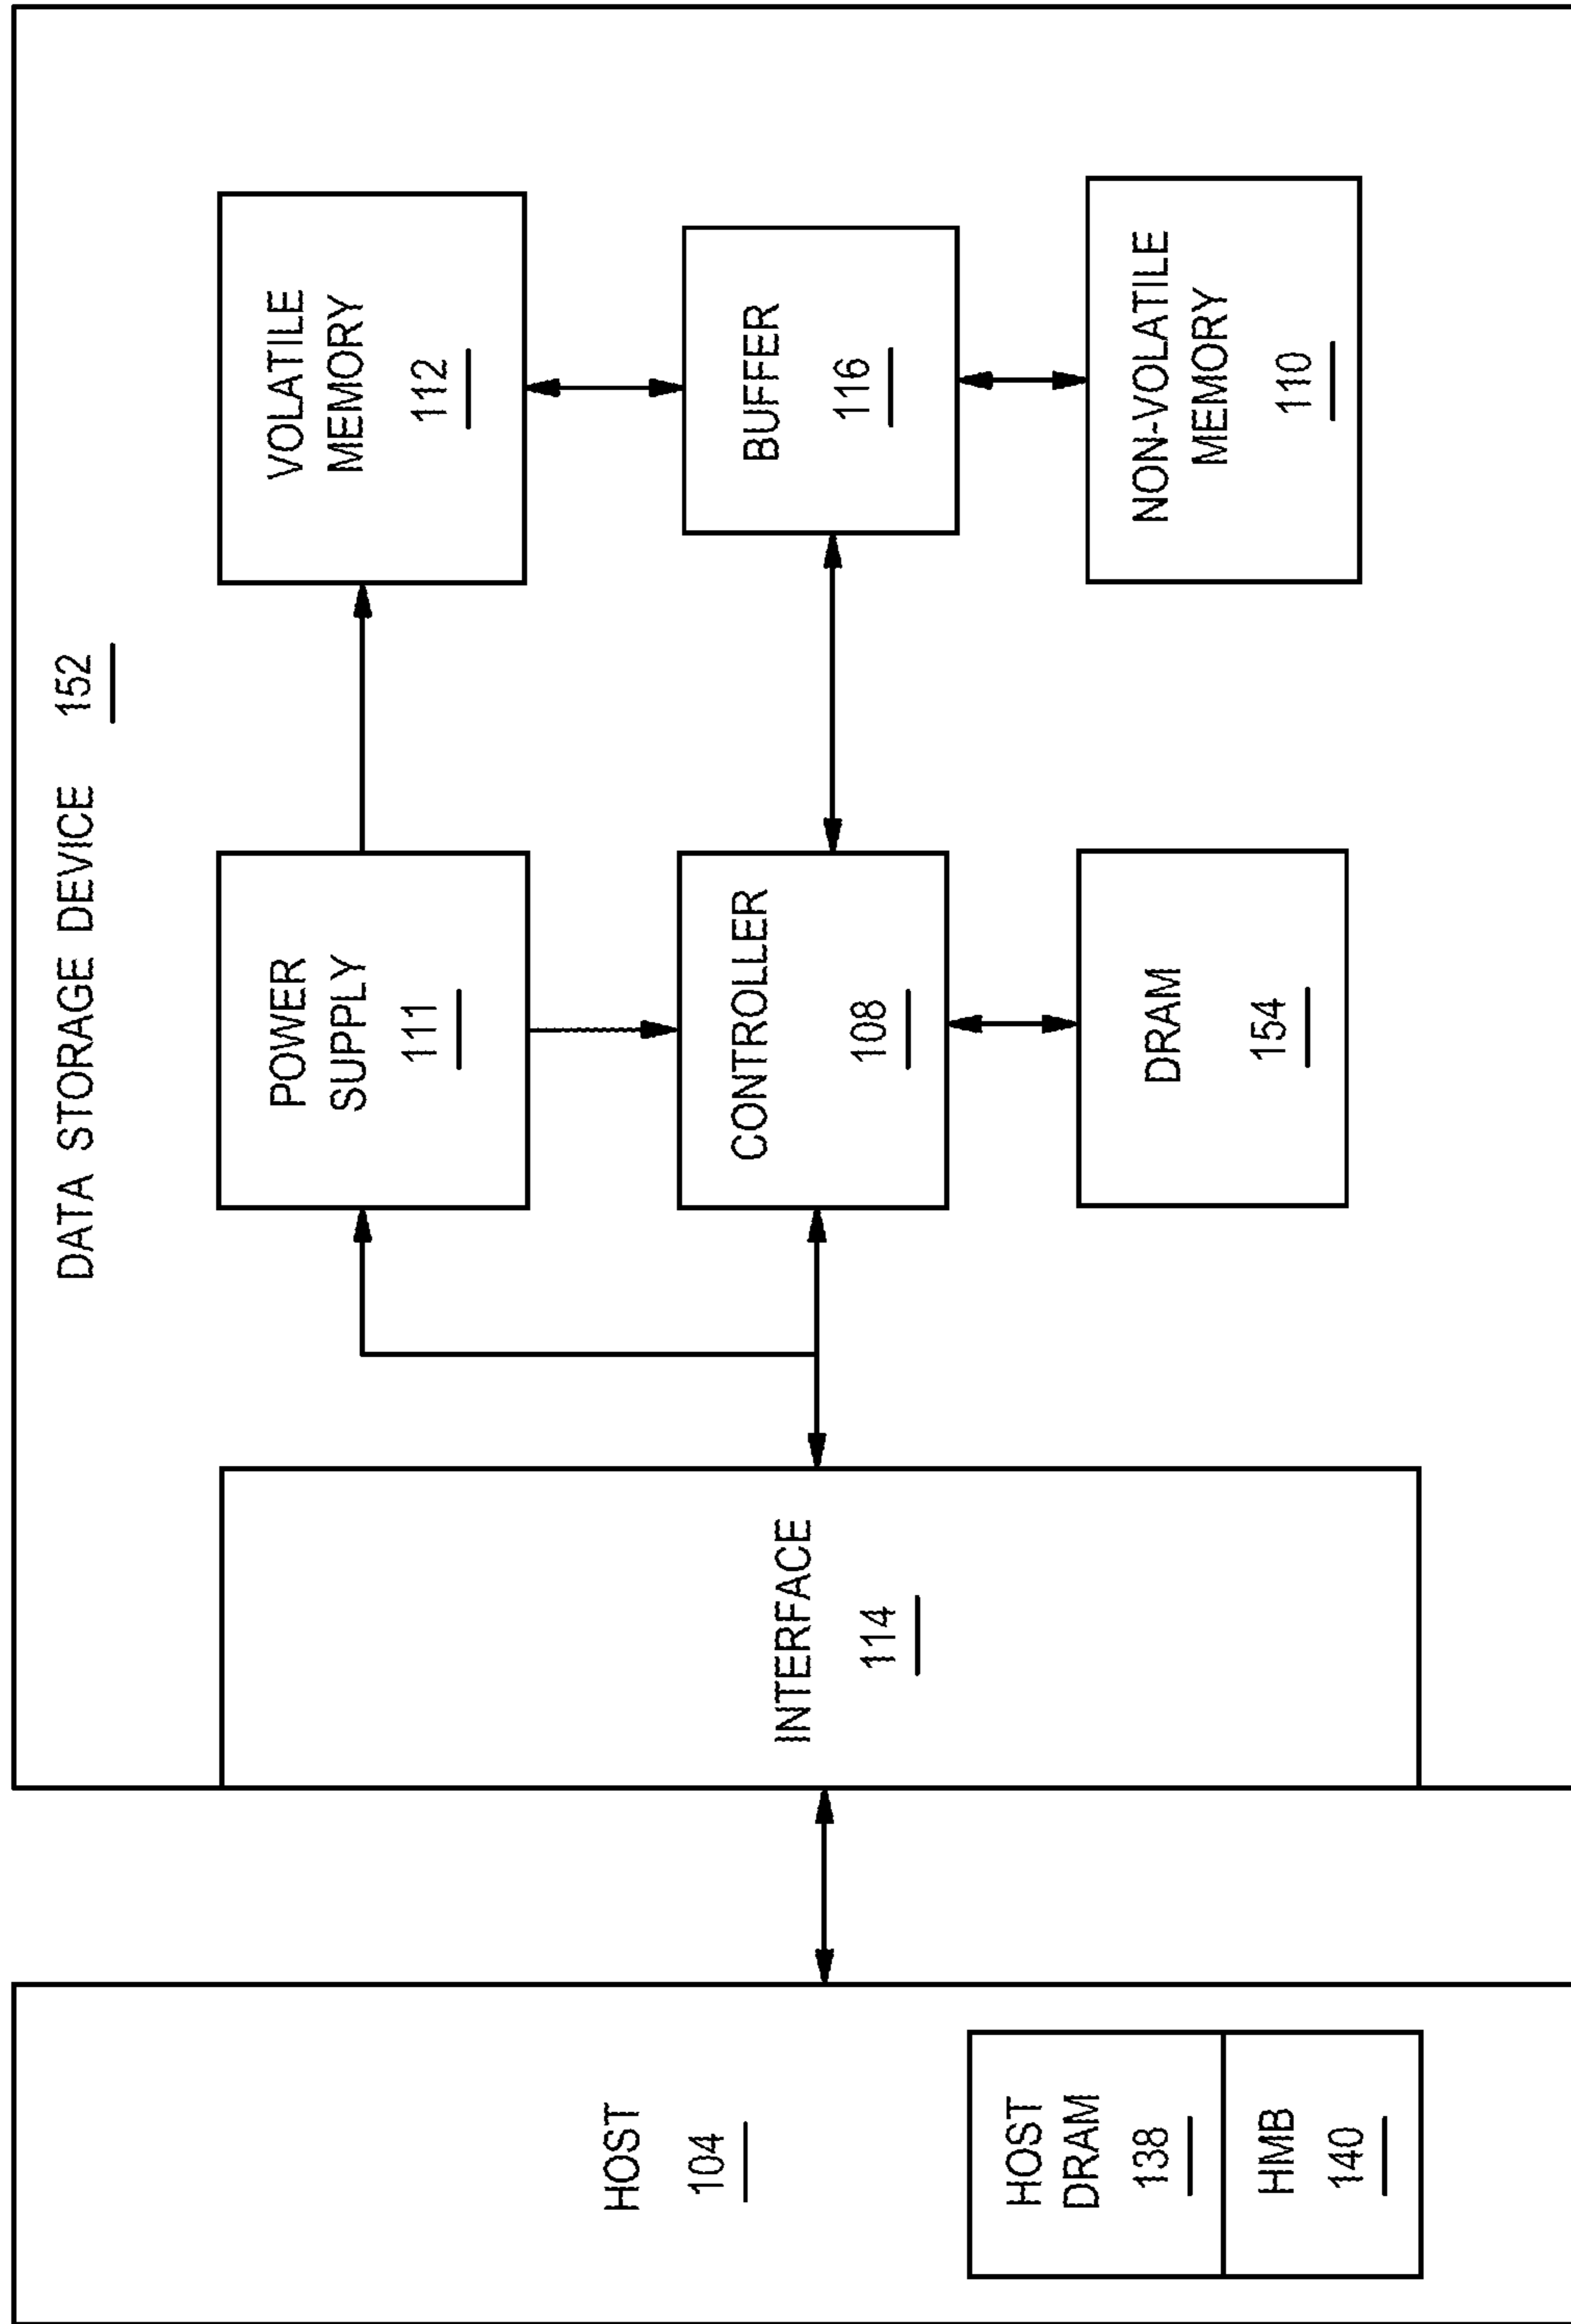 DATA STORAGE DEVICE 152
HOST
104
HOST
DRAM
138
HMB
140
INTERFACE
114
POWER
SUPPLY
111
CONTROLLER
108
DRAM
154
VOLATILE
MEMORY
112
BUFFER
116
NON-VOLATILE
MEMORY
110